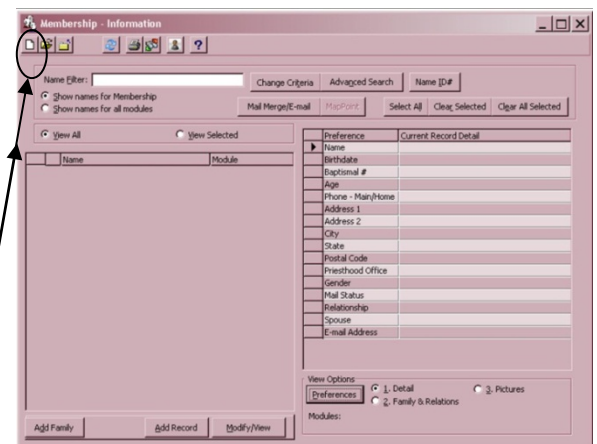 Membership - Information
Name Filter:
Change Criteria
Advanced Search
Name ID#
Show names for Membership
Show names for all modules
Mail Merge/E-mail
MapPoint
Select All
Clear Selected
Clear All Selected
View All
View Selected
Name
Module
Preference
Current Record Detail
Name
Birthdate
Baptismal #
Age
Phone - Main/Home
Address 1
Address 2
City
State
Postal Code
Priesthood Office
Gender
Mail Status
Relationship
Spouse
E-mail Address
View Options
Preferences
1. Detail
3. Pictures
2. Family & Relations
Modules:
Add Family
Add Record
Modify/View